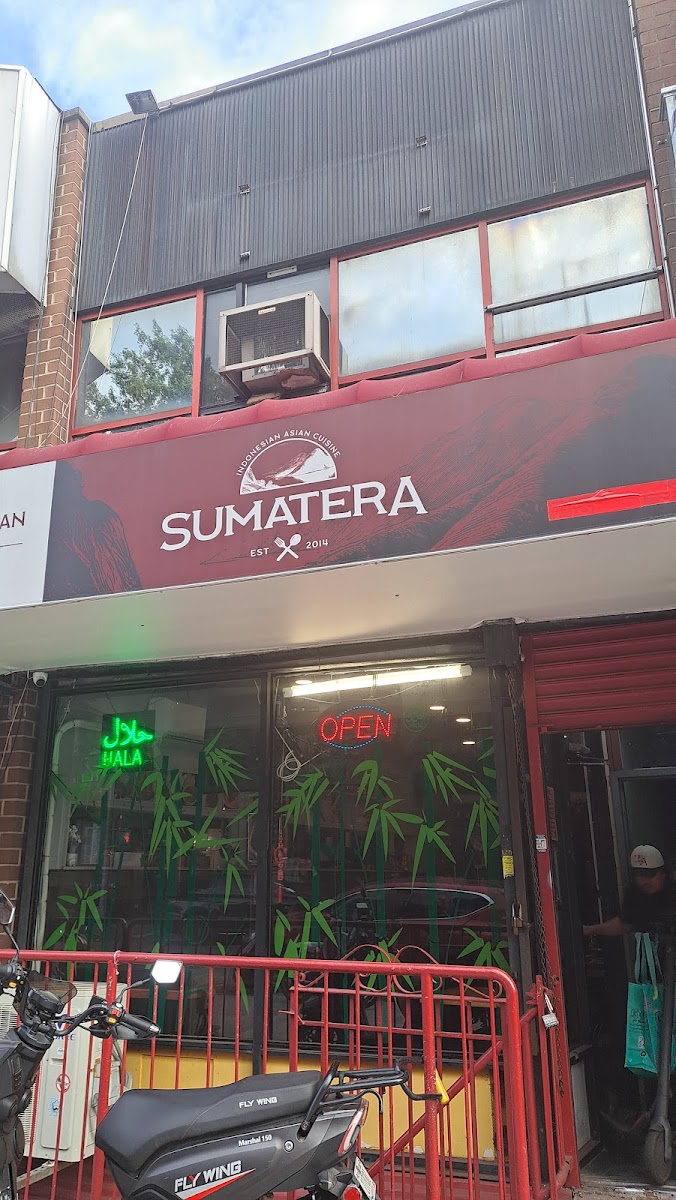 INDONESIAN ASIAN CUISINE
SUMATERA
EST 2014
AN
حلال
HALA
OPEN
FLY WING
Marshal 150
FLY WING